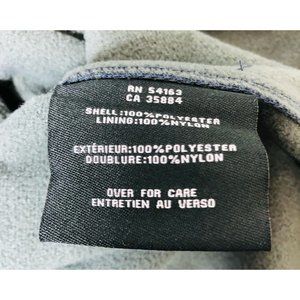 RN 54163
CA 35884
SHELL:100%POLYESTER
LINING:100%NYLON
EXTÉRIEUR:100%POLYESTER
DOUBLURE:100%NYLON
OVER FOR CARE
ENTRETIEN AU VERSO